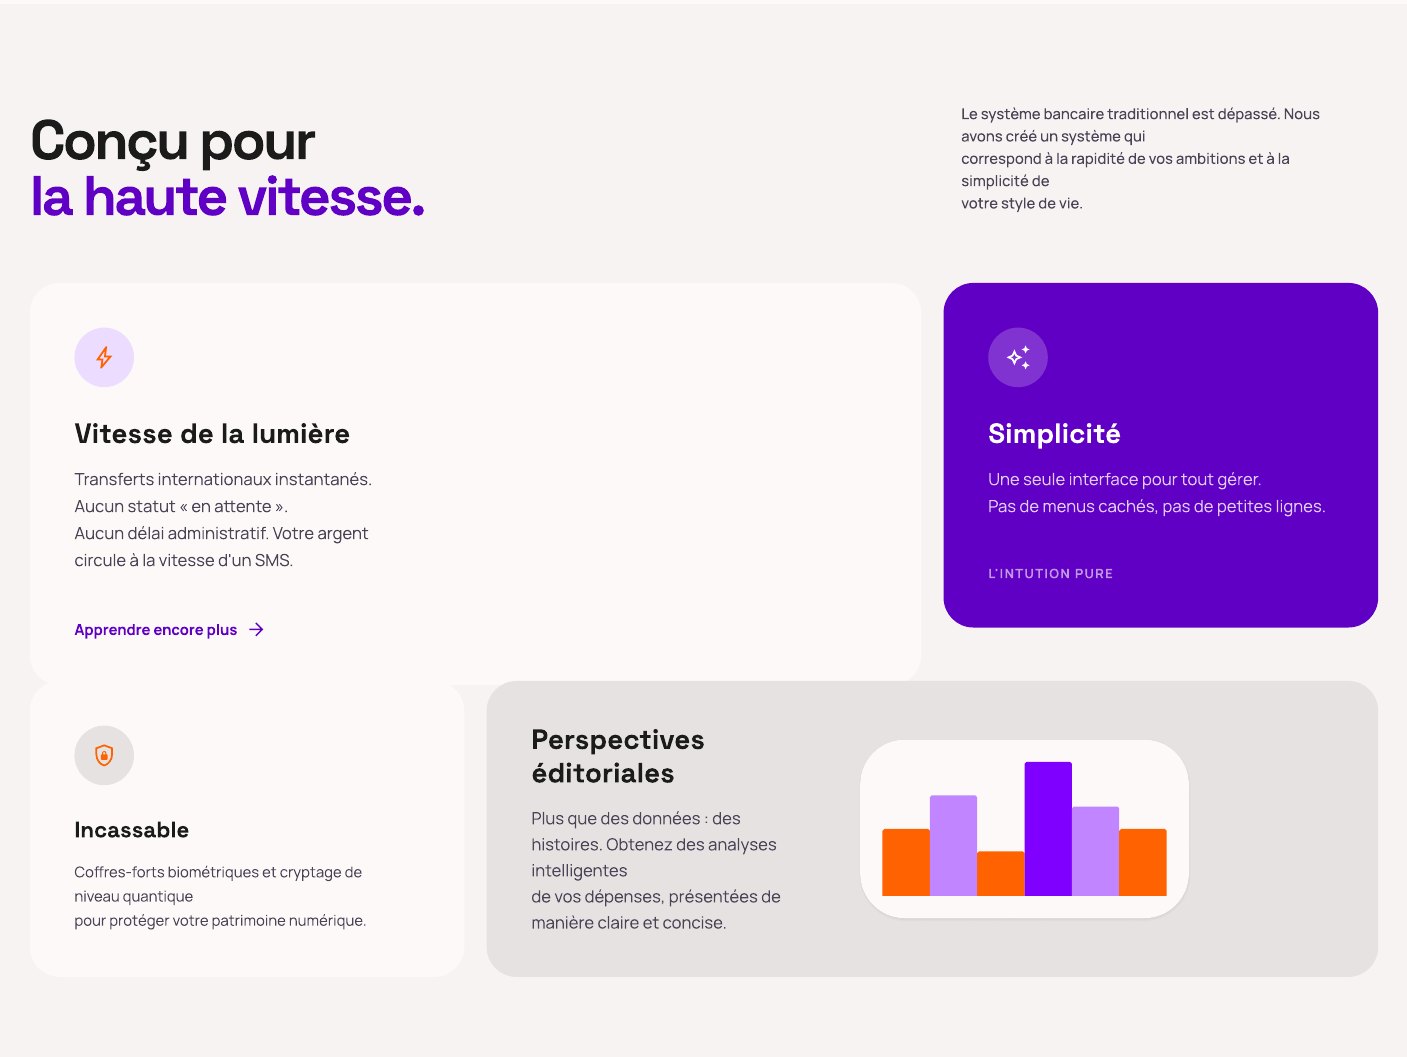 Conçu pour
la haute vitesse.
Le système bancaire traditionnel est dépassé. Nous
avons créé un système qui
correspond à la rapidité de vos ambitions et à la
simplicité de
votre style de vie.
Vitesse de la lumière
Transferts internationaux instantanés.
Aucun statut « en attente ».
Aucun délai administratif. Votre argent
circule à la vitesse d'un SMS.
Apprendre encore plus
Simplicité
Une seule interface pour tout gérer.
Pas de menus cachés, pas de petites lignes.
L'INTUTION PURE
Incassable
Coffres-forts biométriques et cryptage de
niveau quantique
pour protéger votre patrimoine numérique.
Perspectives
éditoriales
Plus que des données : des
histoires. Obtenez des analyses
intelligentes
de vos dépenses, présentées de
manière claire et concise.